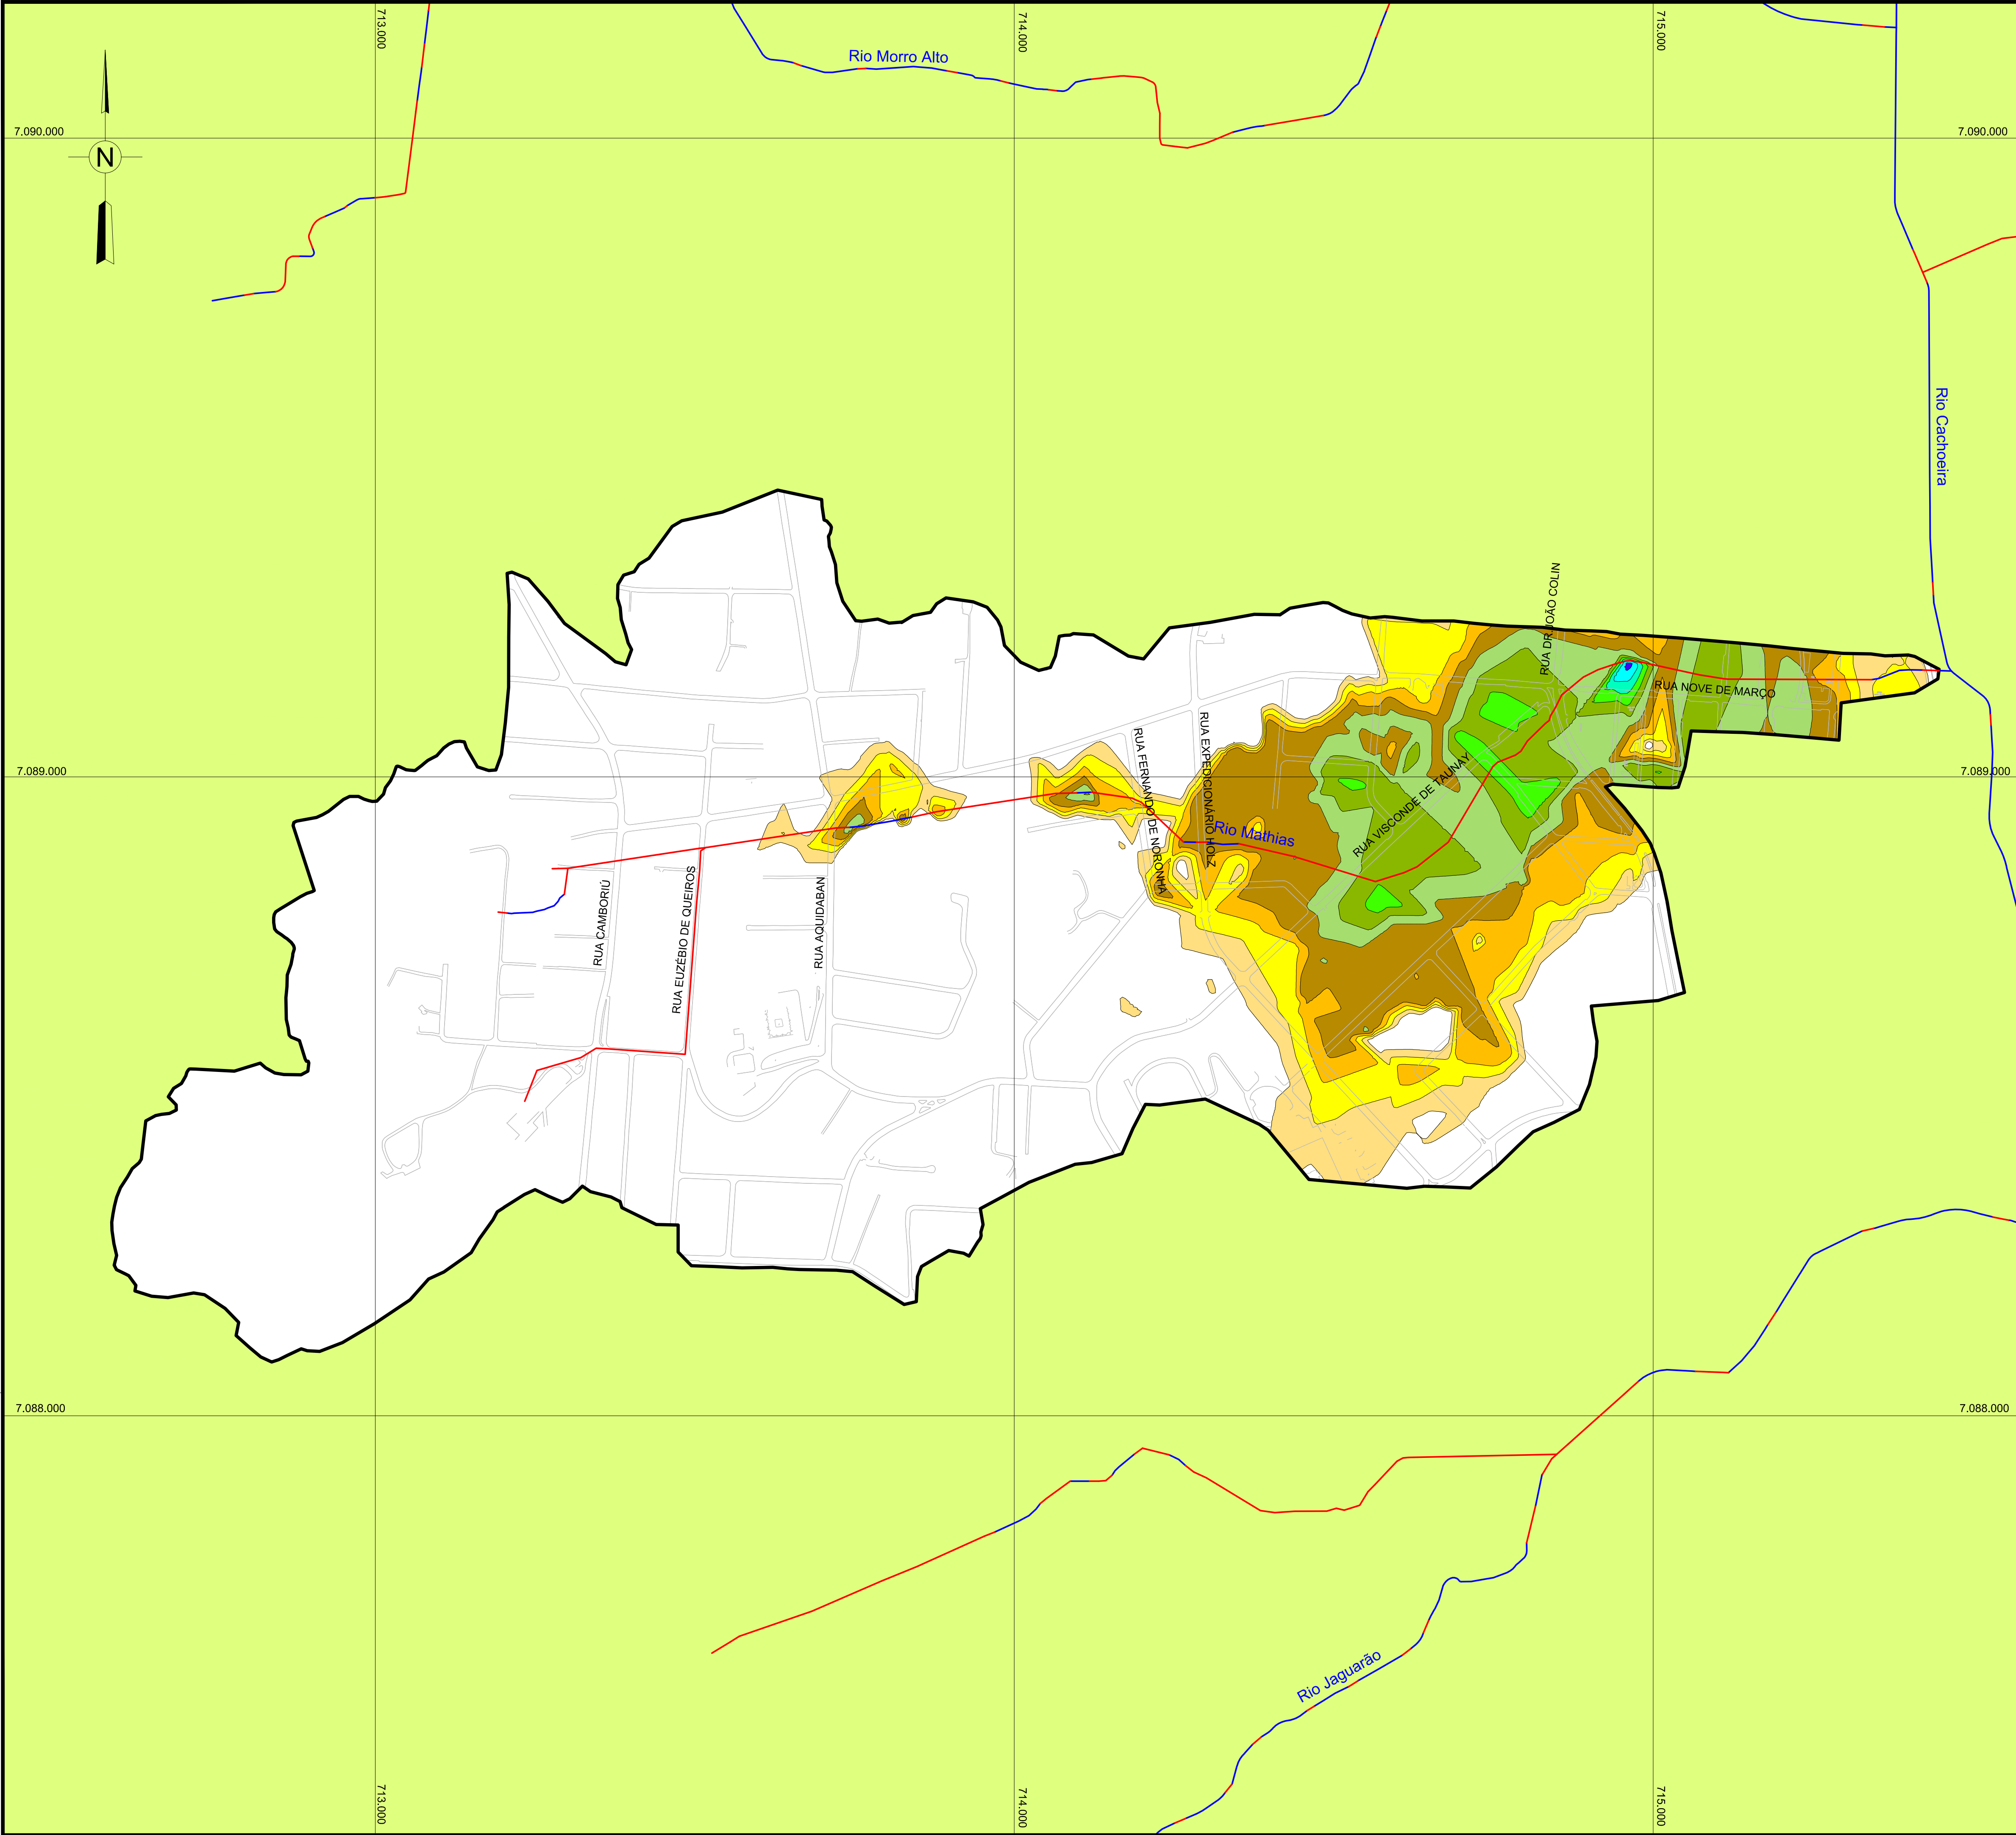 713.000
714.000
715.000
Rio Morro Alto
7.090.000
7.090.000
N
Rio Cachoeira
RUA DR.JOÃO COLIN
RUA NOVE DE MARÇO
7.089.000
7.089.000
RUA FERNANDO DE NORONHA
RUA EXPEDICIONÁRIO HOLZ
RUA VISCONDE DE TAUNAY
Rio Mathias
RUA CAMBORIÚ
RUA EUZÉBIO DE QUEIROS
RUA AQUIDABAN
7.088.000
7.088.000
Rio Jaguarão
713.000
714.000
715.000